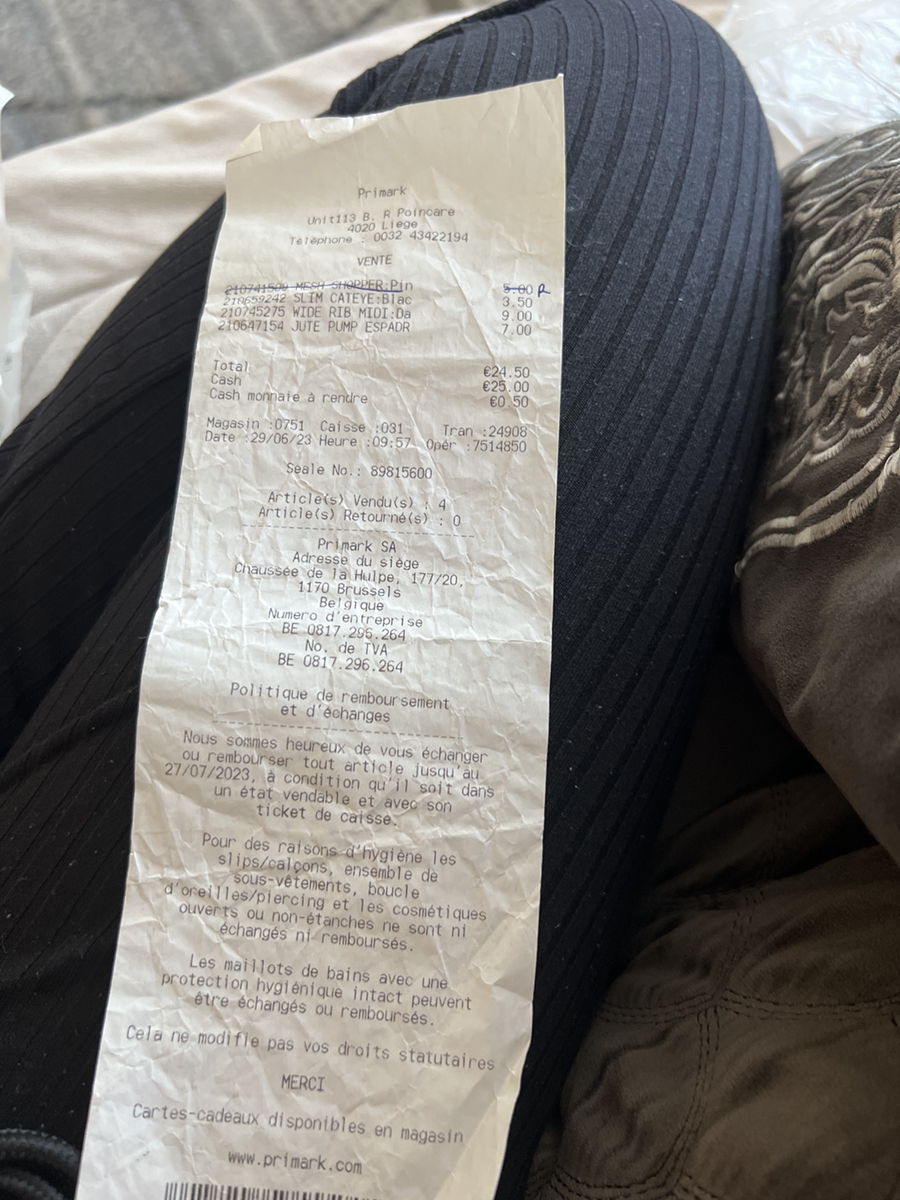 Primark
Unit113 B. R Poincare
4020 Liege
Téléphone : 0032 43422194
VENTE
210741509 MESH SHOPPER:Pin 5.00 R
210659242 SLIM CATEYE:Blac 3.50
210745275 WIDE RIB MIDI:Da 9.00
210647154 JUTE PUMP ESPADR 7.00
Total €24.50
Cash €25.00
Cash monnaie à rendre €0.50
Magasin :0751 Caisse :031 Tran :24908
Date :29/06/23 Heure :09:57 Opér :7514850
Seale No.: 89815600
Article(s) Vendu(s) : 4
Article(s) Retourné(s) : 0
Primark SA
Adresse du siège
Chaussée de la Hulpe, 177/20,
1170 Brussels
Belgique
Numero d'entreprise
BE 0817.296.264
No. de TVA
BE 0817.296.264
Politique de remboursement
et d'échanges
Nous sommes heureux de vous échanger
ou rembourser tout article jusqu'au
27/07/2023, à condition qu'il soit dans
un état vendable et avec son
ticket de caisse.
Pour des raisons d'hygiène les
slips/calçons, ensemble de
sous-vêtements, boucle
d'oreilles/piercing et les cosmétiques
ouverts ou non-étanches ne sont ni
échangés ni remboursés.
Les maillots de bains avec une
protection hygiénique intact peuvent
être échangés ou remboursés.
Cela ne modifie pas vos droits statutaires
MERCI
Cartes-cadeaux disponibles en magasin
www.primark.com